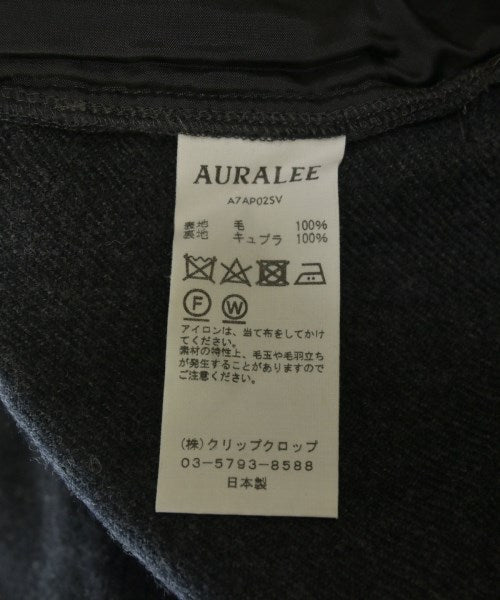 AURALEE
A7AP02SV
表地 毛 100%
裏地 キュプラ 100%
F W
アイロンは、当て布をしてかけ
てください。
素材の特性上、毛玉や毛羽立ち
が発生することがありますので
ご注意ください。
(株)クリップクロップ
03-5793-8588
日本製